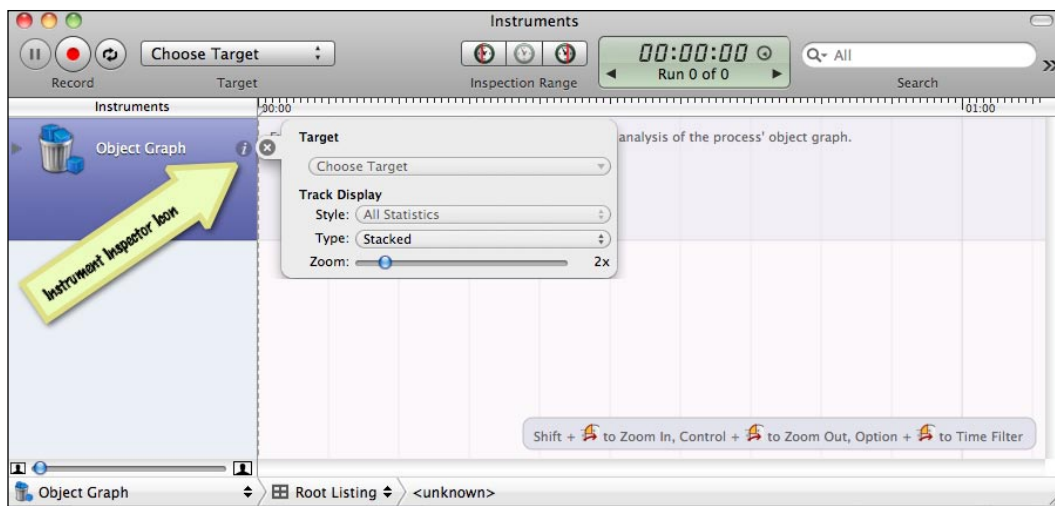 Instruments
Choose Target
00:00:00
Run 0 of 0
All
Record
Target
Inspection Range
Search
Instruments
00:00
01:00
Object Graph
analysis of the process' object graph.
Target
Choose Target
Track Display
Style: All Statistics
Type: Stacked
Zoom: 2x
Instrument Inspector Icon
Shift + to Zoom In, Control + to Zoom Out, Option + to Time Filter
Object Graph
Root Listing
<unknown>